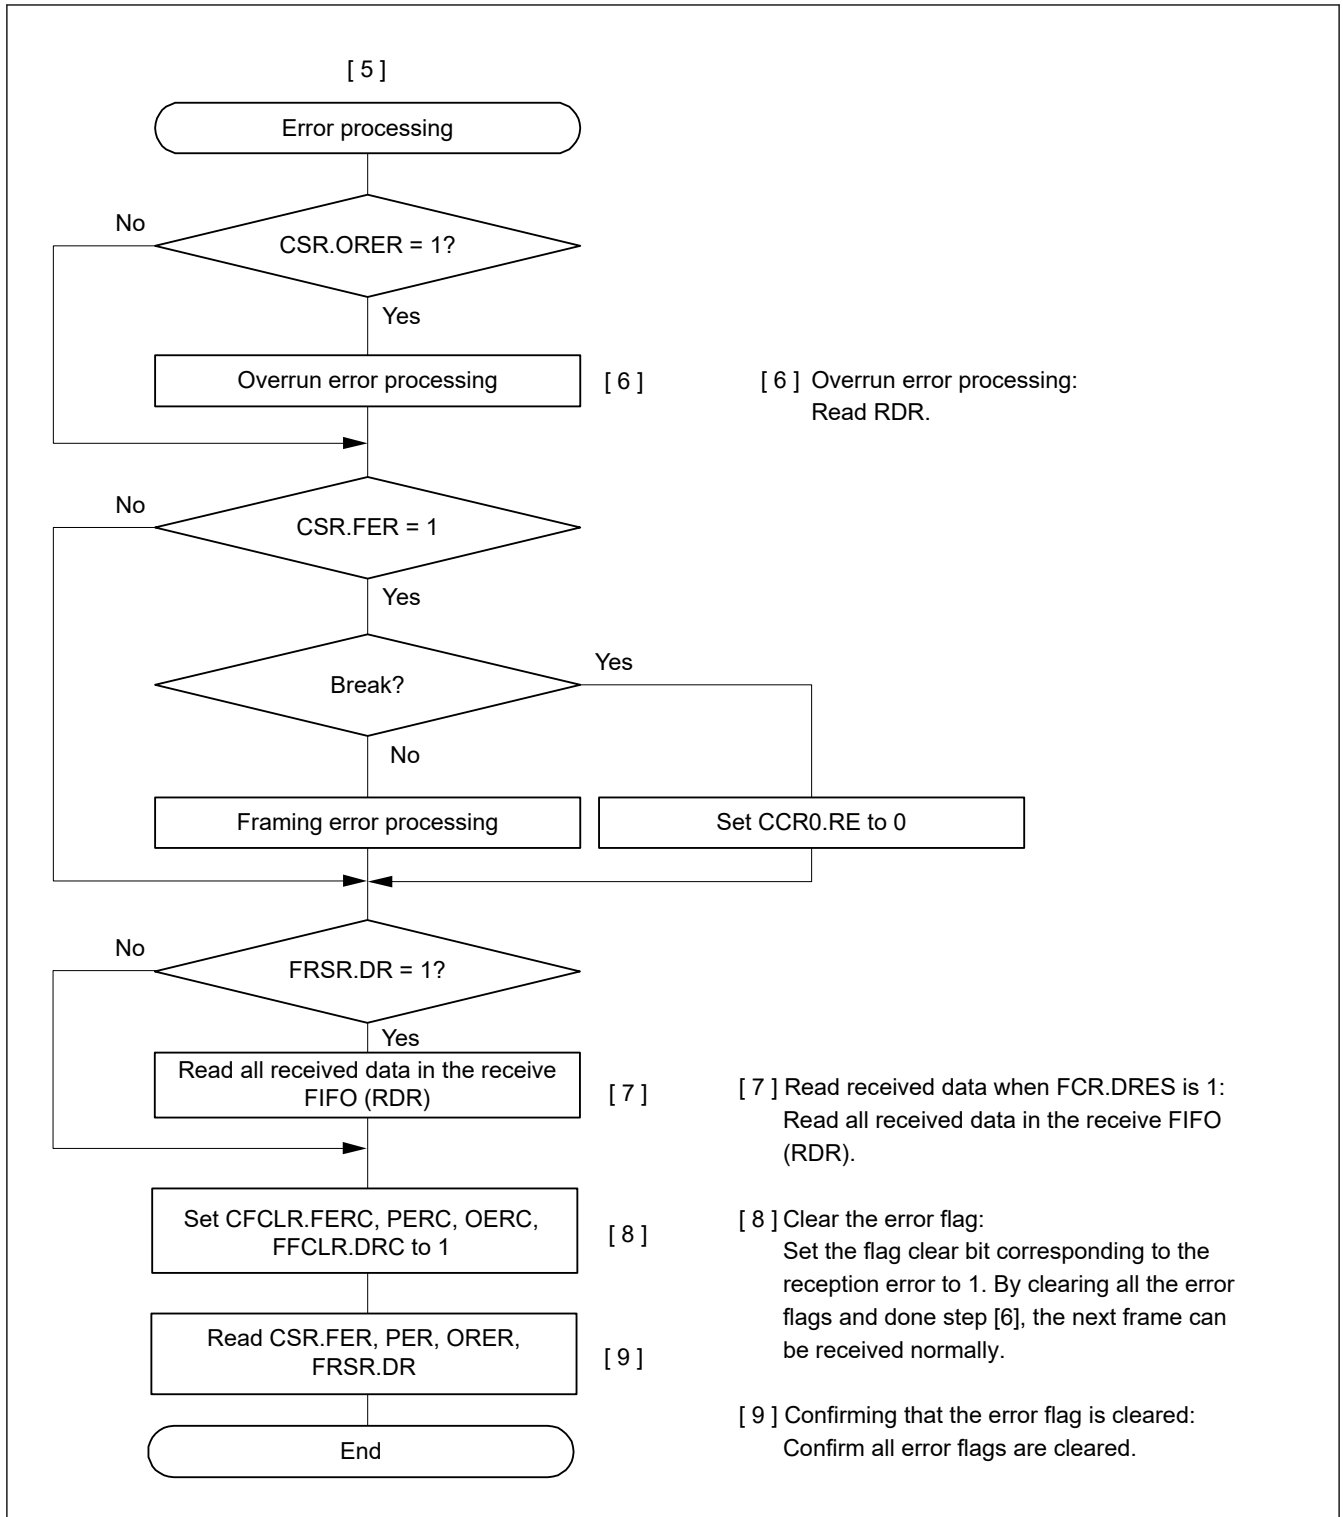 [ 5 ]
Error processing
No
CSR.ORER = 1?
Yes
Overrun error processing
[ 6 ]
[ 6 ] Overrun error processing:
Read RDR.
No
CSR.FER = 1
Yes
Break?
Yes
No
Framing error processing
Set CCR0.RE to 0
No
FRSR.DR = 1?
Yes
Read all received data in the receive
FIFO (RDR)
[ 7 ]
[ 7 ] Read received data when FCR.DRES is 1:
Read all received data in the receive FIFO
(RDR).
Set CFCLR.FERC, PERC, OERC,
FFCLR.DRC to 1
[ 8 ]
[ 8 ] Clear the error flag:
Set the flag clear bit corresponding to the
reception error to 1. By clearing all the error
flags and done step [6], the next frame can
be received normally.
Read CSR.FER, PER, ORER,
FRSR.DR
[ 9 ]
[ 9 ] Confirming that the error flag is cleared:
Confirm all error flags are cleared.
End